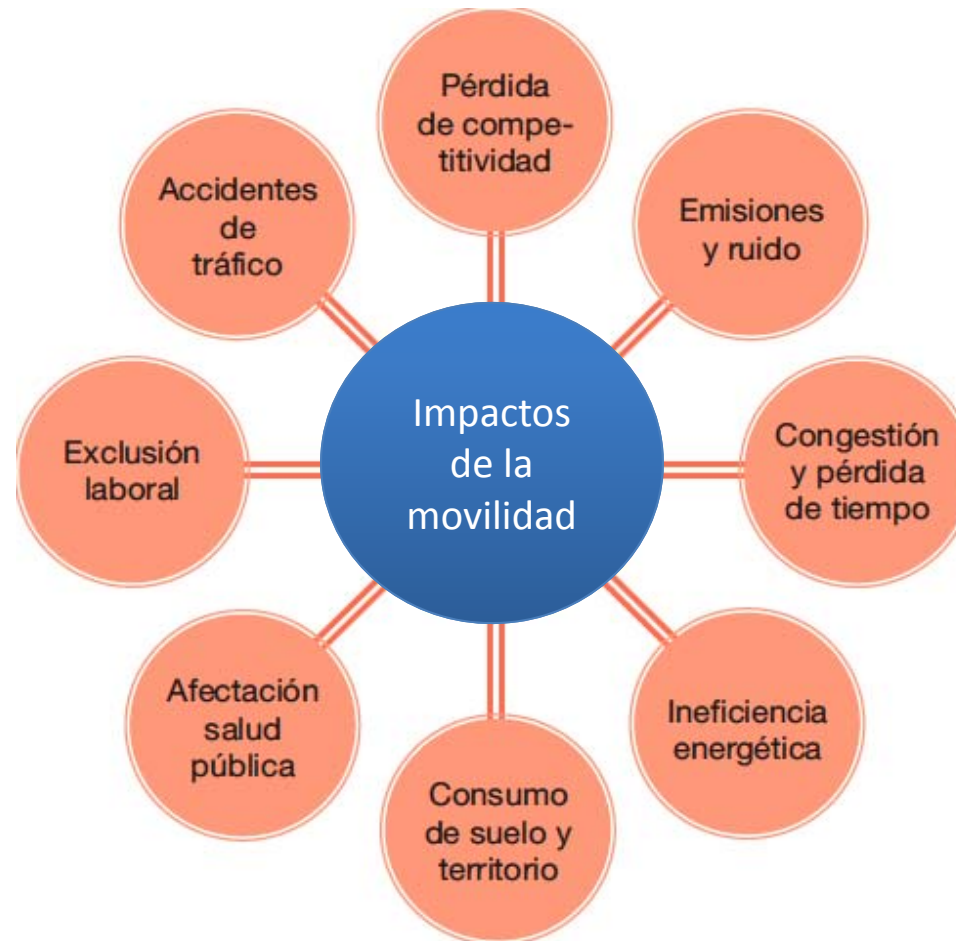 Pérdida
de compe-
titividad
Emisiones
y ruido
Congestión
y pérdida
de tiempo
Ineficiencia
energética
Consumo
de suelo y
territorio
Afectación
salud
pública
Exclusión
laboral
Accidentes
de
tráfico
Impactos
de la
movilidad